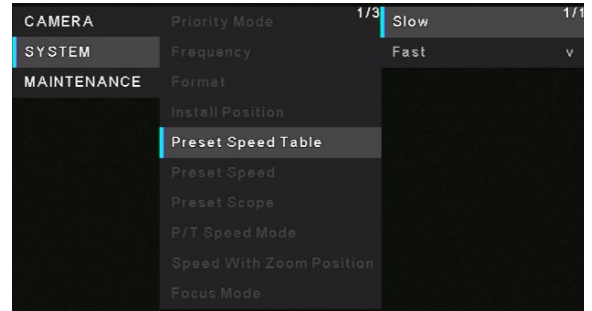 CAMERA
SYSTEM
MAINTENANCE
1/3
Priority Mode
Frequency
Format
Install Position
Preset Speed Table
Preset Speed
Preset Scope
P/T Speed Mode
Speed With Zoom Position
Focus Mode
1/1
Slow
Fast v